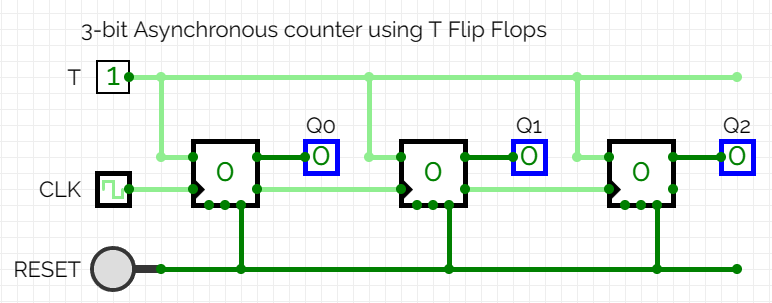 3-bit Asynchronous counter using T Flip Flops
T 1
Q0 Q1 Q2
0 0 0 0 0 0
CLK
RESET